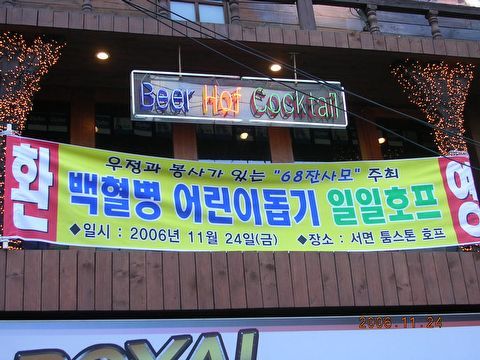 Beer Hof Cocktail
환 영
우정과 봉사가 있는 "68잔사모" 주최
백혈병 어린이돕기 일일호프
◆일시 : 2006년 11월 24일(금) ◆장소 : 서면 툼스톤 호프
2006.11.24
ROYAL